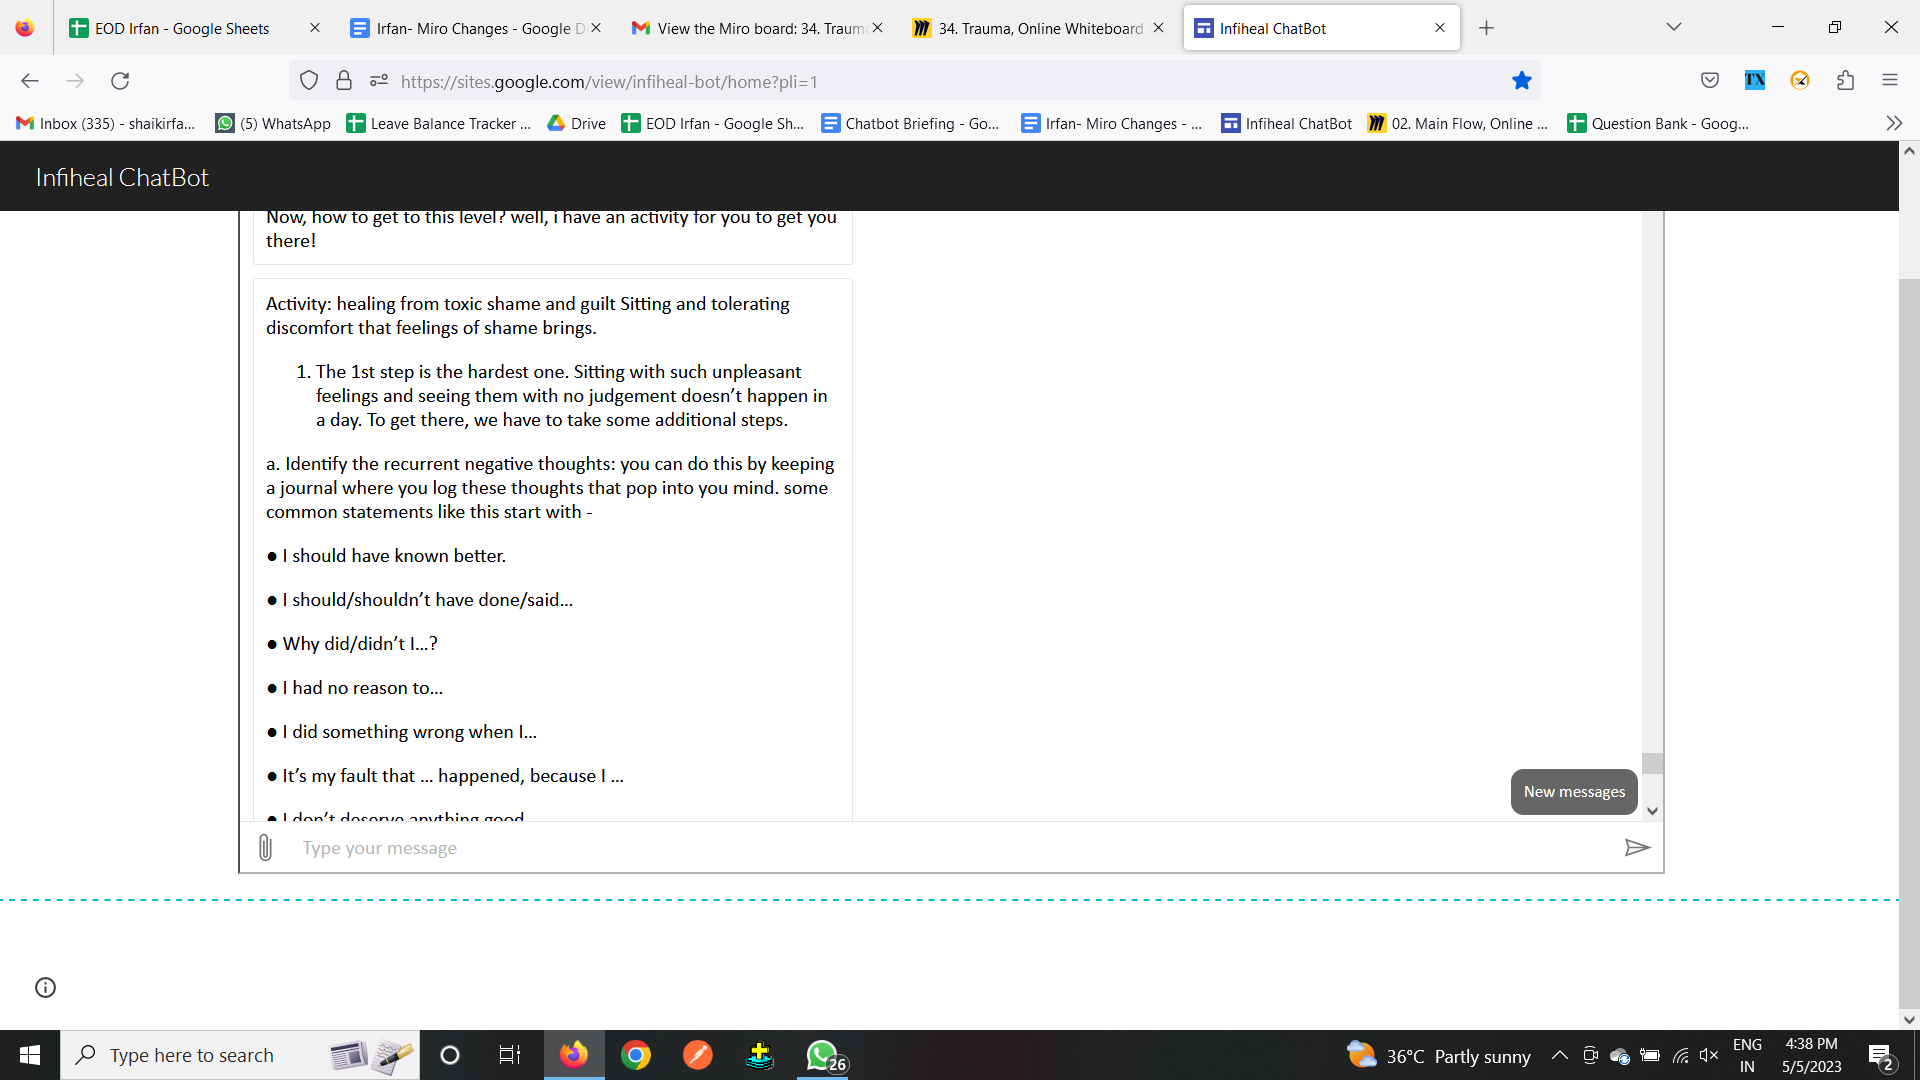 EOD Irfan - Google Sheets
Irfan- Miro Changes - Google D
View the Miro board: 34. Traum
34. Trauma, Online Whiteboard
Infiheal ChatBot
https://sites.google.com/view/infiheal-bot/home?pli=1
TX
Inbox (335) - shaikirfa...
(5) WhatsApp
Leave Balance Tracker ...
Drive
EOD Irfan - Google Sh...
Chatbot Briefing - Go...
Irfan- Miro Changes - ...
Infiheal ChatBot
02. Main Flow, Online ...
Question Bank - Goog...
Infiheal ChatBot
Now, how to get to this level? well, i have an activity for you to get you
there!
Activity: healing from toxic shame and guilt Sitting and tolerating
discomfort that feelings of shame brings.
1. The 1st step is the hardest one. Sitting with such unpleasant
feelings and seeing them with no judgement doesn’t happen in
a day. To get there, we have to take some additional steps.
a. Identify the recurrent negative thoughts: you can do this by keeping
a journal where you log these thoughts that pop into you mind. some
common statements like this start with -
● I should have known better.
● I should/shouldn’t have done/said...
● Why did/didn’t I...?
● I had no reason to...
● I did something wrong when I...
● It’s my fault that ... happened, because I ...
● I don’t deserve anything good
New messages
Type your message
Type here to search
26
36°C Partly sunny
ENG
IN
4:38 PM
5/5/2023
2